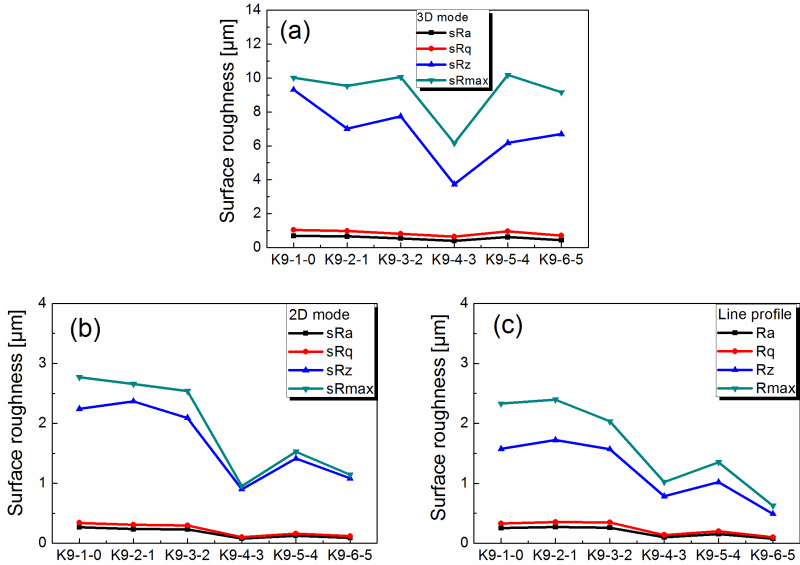 (a)
3D mode
sRa
sRq
sRz
sRmax
Surface roughness [µm]
14
12
10
8
6
4
2
0
K9-1-0 K9-2-1 K9-3-2 K9-4-3 K9-5-4 K9-6-5
(b)
2D mode
sRa
sRq
sRz
sRmax
Surface roughness [µm]
4
3
2
1
0
K9-1-0 K9-2-1 K9-3-2 K9-4-3 K9-5-4 K9-6-5
(c)
Line profile
Ra
Rq
Rz
Rmax
Surface roughness [µm]
4
3
2
1
0
K9-1-0 K9-2-1 K9-3-2 K9-4-3 K9-5-4 K9-6-5